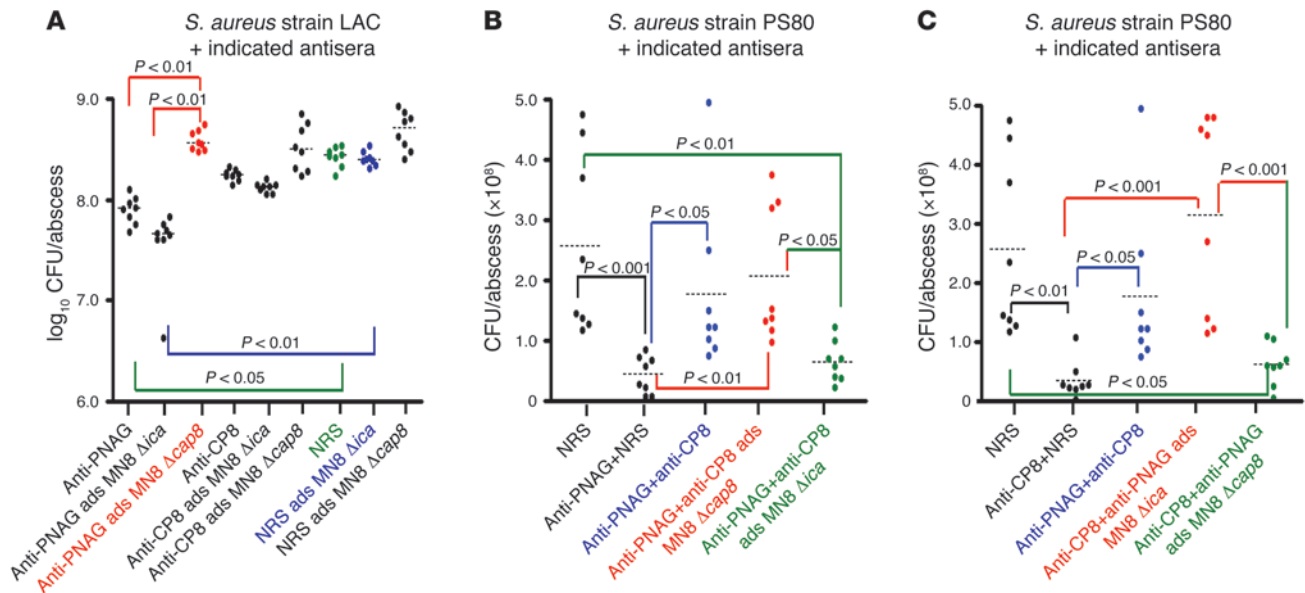 A
S. aureus strain LAC
+ indicated antisera
P < 0.01
P < 0.01
9.0
8.0
7.0
6.0
log10 CFU/abscess
P < 0.01
P < 0.05
Anti-PNAG
Anti-PNAG ads MN8 Δica
Anti-PNAG ads MN8 Δcap8
Anti-CP8
Anti-CP8 ads MN8 Δica
Anti-CP8 ads MN8 Δcap8
NRS
NRS ads MN8 Δica
NRS ads MN8 Δcap8
B
S. aureus strain PS80
+ indicated antisera
5.0
4.0
3.0
2.0
1.0
0
CFU/abscess (×10⁸)
P < 0.01
P < 0.05
P < 0.05
P < 0.001
P < 0.01
NRS
Anti-PNAG+NRS
Anti-PNAG+anti-CP8
Anti-PNAG+anti-CP8 ads
MN8 Δcap8
Anti-PNAG+anti-CP8
ads MN8 Δica
C
S. aureus strain PS80
+ indicated antisera
5.0
4.0
3.0
2.0
1.0
0
CFU/abscess (×10⁸)
P < 0.001
P < 0.001
P < 0.05
P < 0.01
P < 0.05
NRS
Anti-CP8+NRS
Anti-PNAG+anti-CP8
Anti-CP8+anti-PNAG ads
MN8 Δica
Anti-CP8+anti-PNAG
ads MN8 Δcap8